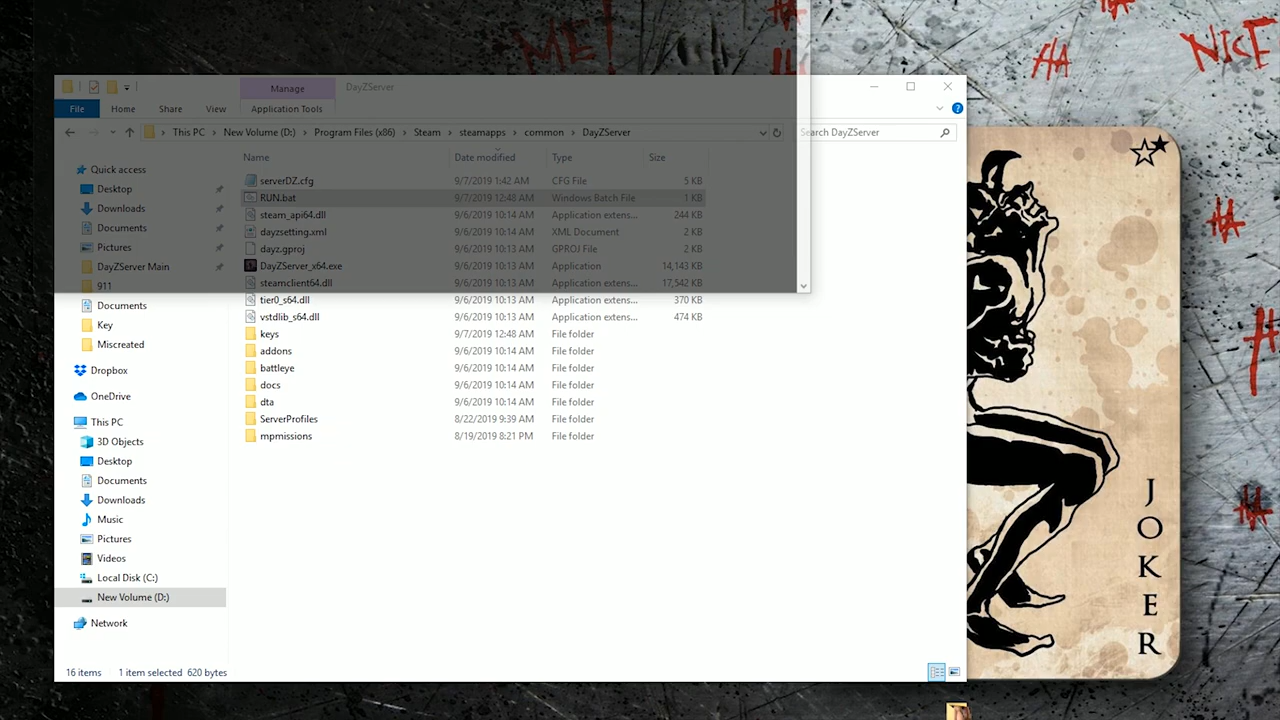 ME!
HA
HA
HA
NICE
Manage
DayZServer
File
Home
Share
View
Application Tools
This PC > New Volume (D:) > Program Files (x86) > Steam > steamapps > common > DayZServer
Search DayZServer
Name
Date modified
Type
Size
Quick access
Desktop
Downloads
Documents
Pictures
DayZServer Main
911
Documents
Key
Miscreated
Dropbox
OneDrive
This PC
3D Objects
Desktop
Documents
Downloads
Music
Pictures
Videos
Local Disk (C:)
New Volume (D:)
Network
serverDZ.cfg 9/7/2019 1:42 AM CFG File 5 KB
RUN.bat 9/7/2019 12:48 AM Windows Batch File 1 KB
steam_api64.dll 9/6/2019 10:14 AM Application extens... 244 KB
dayzsetting.xml 9/6/2019 10:14 AM XML Document 2 KB
dayz.gproj 9/6/2019 10:13 AM GPROJ File 2 KB
DayZServer_x64.exe 9/6/2019 10:13 AM Application 14,143 KB
steamclient64.dll 9/6/2019 10:13 AM Application extens... 17,542 KB
tier0_s64.dll 9/6/2019 10:13 AM Application extens... 370 KB
vstdlib_s64.dll 9/6/2019 10:13 AM Application extens... 474 KB
keys 9/7/2019 12:48 AM File folder
addons 9/6/2019 10:14 AM File folder
battleye 9/6/2019 10:14 AM File folder
docs 9/6/2019 10:14 AM File folder
dta 9/6/2019 10:14 AM File folder
ServerProfiles 8/22/2019 9:39 AM File folder
mpmissions 8/19/2019 8:21 PM File folder
16 items 1 item selected 620 bytes
HA
HA
HA
JOKER